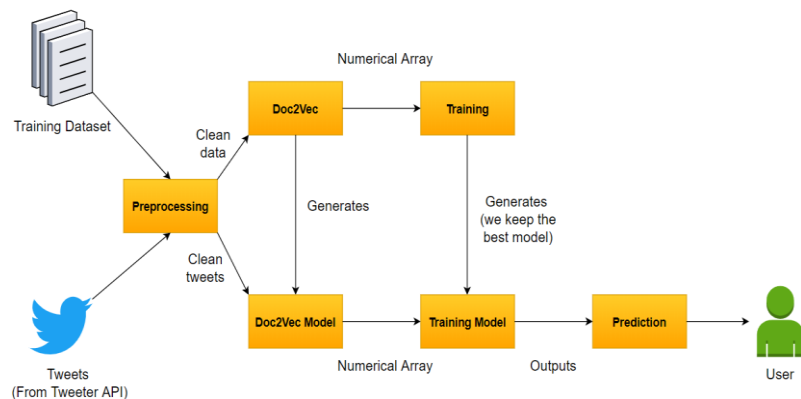 Numerical Array
Doc2Vec
Training
Training Dataset
Clean
data
Preprocessing
Generates
Generates
(we keep the
best model)
Clean
tweets
Doc2Vec Model
Training Model
Prediction
Numerical Array
Outputs
Tweets
(From Tweeter API)
User